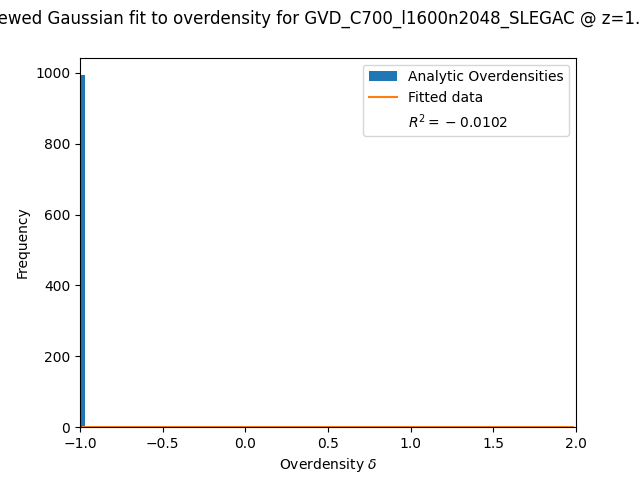 ewed Gaussian fit to overdensity for GVD_C700_l1600n2048_SLEGAC @ z=1.
Analytic Overdensities
Fitted data
R² = − 0.0102
Frequency
1000
800
600
400
200
0
−1.0 −0.5 0.0 0.5 1.0 1.5 2.0
Overdensity δ